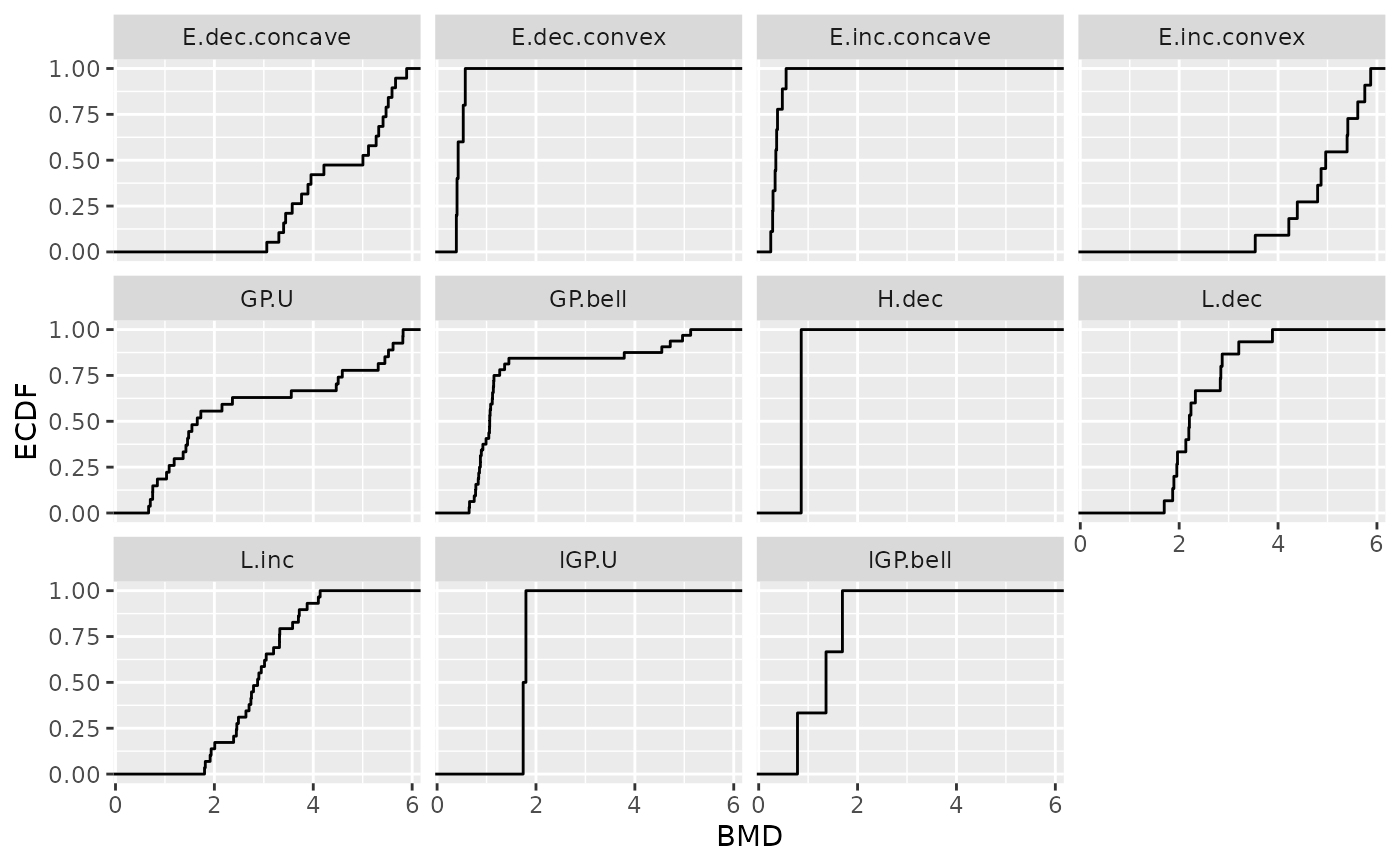 E.dec.concave E.dec.convex E.inc.concave E.inc.convex
1.00
0.75
0.50
0.25
0.00
GP.U GP.bell H.dec L.dec
1.00
0.75
0.50
0.25
0.00
0 2 4 6
ECDF
L.inc lGP.U lGP.bell
1.00
0.75
0.50
0.25
0.00
0 2 4 6 0 2 4 6 0 2 4 6
BMD